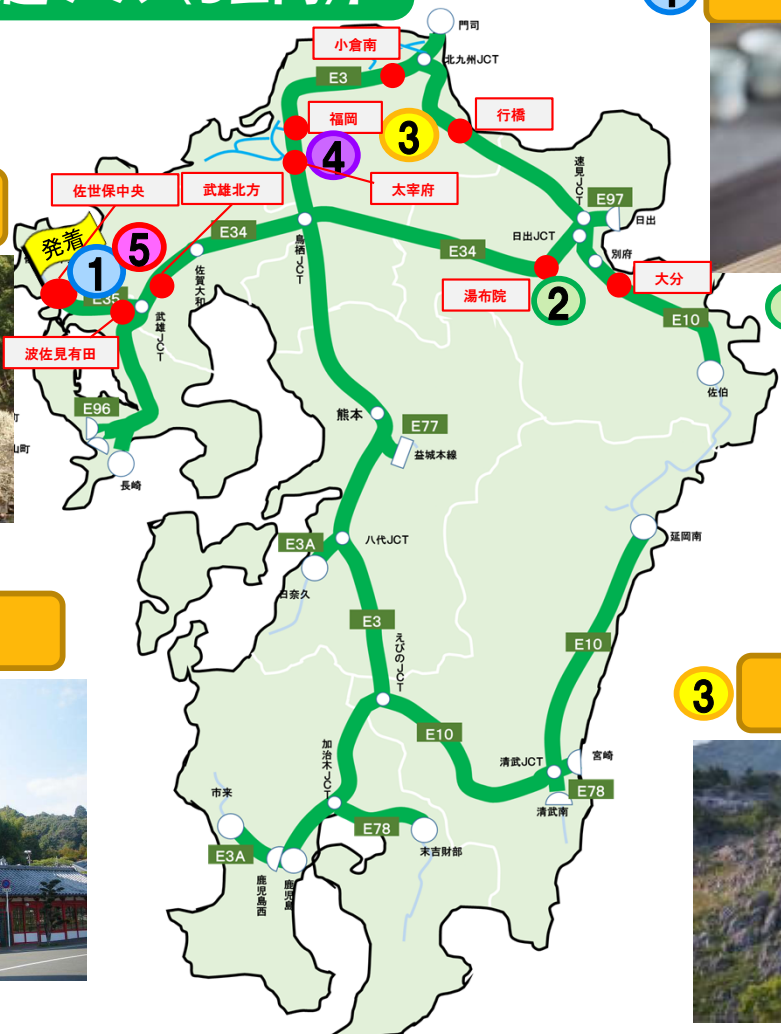 1
門司
小倉南
北九州JCT
E3
福岡
3
行橋
4
太宰府
佐世保中央
武雄北方
速見JCT
E97
日出
発着
5
1
E34
鳥栖JCT
日出JCT
E34
別府
佐賀大和
湯布院
2
大分
E35
武雄JCT
E10
波佐見有田
佐伯
E96
熊本
E77
益城本線
山町
長崎
延岡南
E3A
八代JCT
日奈久
E3
えびのJCT
E10
E10
3
加治木JCT
清武JCT
宮崎
E78
清武南
市来
E78
末吉財部
E3A
鹿児島西
鹿児島